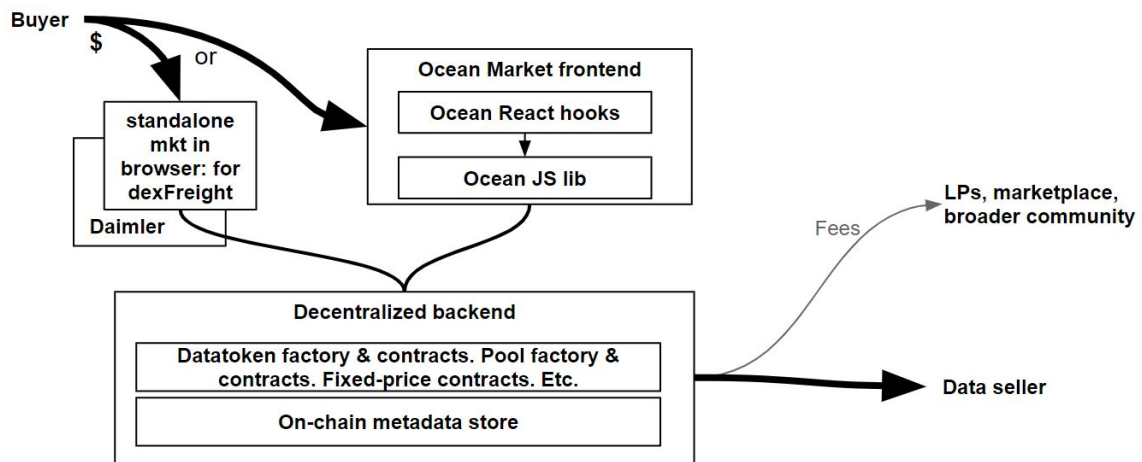 Buyer
$
or
Ocean Market frontend
Ocean React hooks
Ocean JS lib
standalone
mkt in
browser: for
dexFreight
Daimler
LPs, marketplace,
broader community
Fees
Decentralized backend
Datatoken factory & contracts. Pool factory &
contracts. Fixed-price contracts. Etc.
On-chain metadata store
Data seller